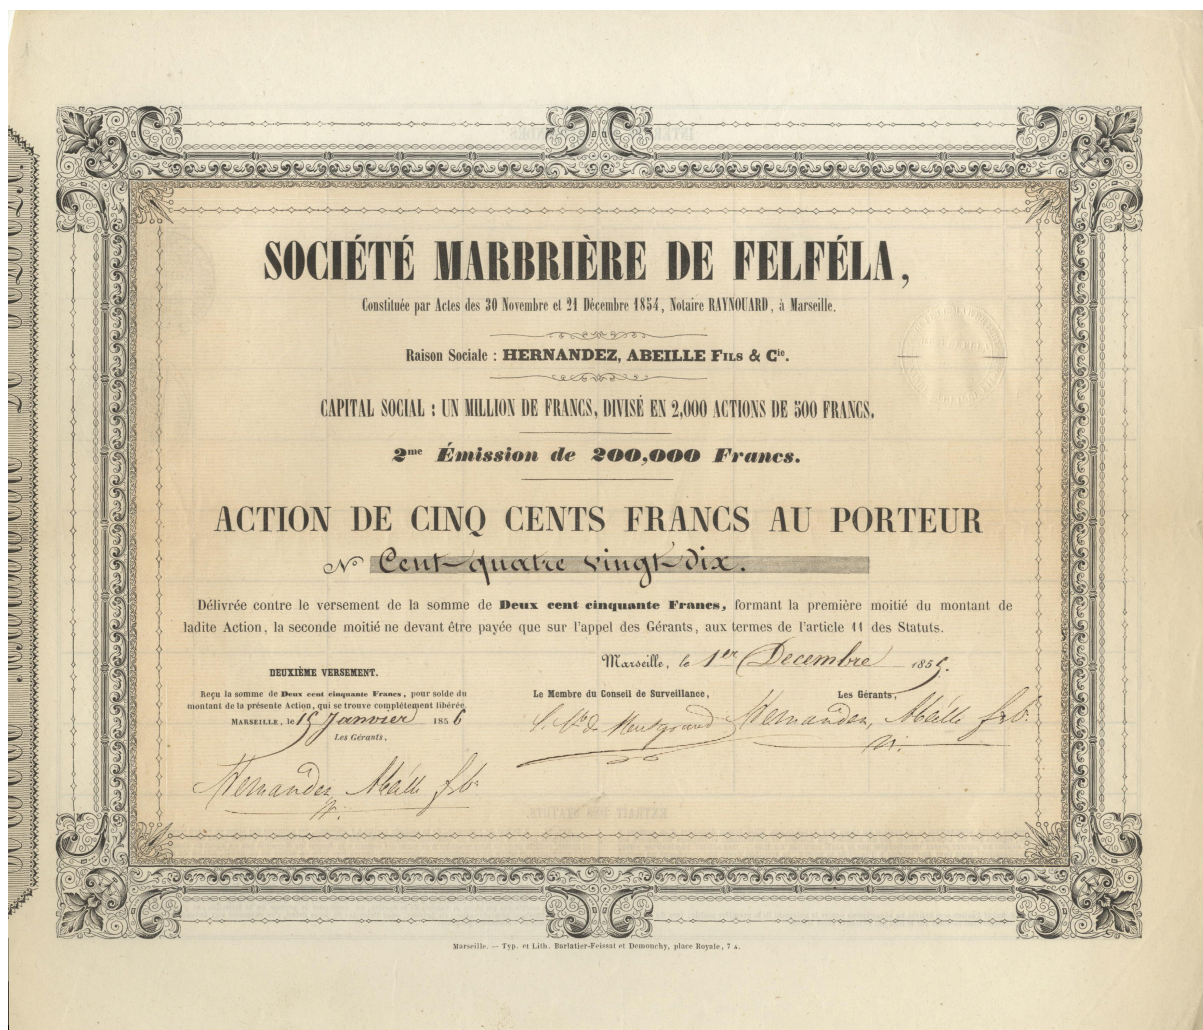 SOCIÉTÉ MARBRIÈRE DE FELFÉLA,
Constituée par Actes des 30 Novembre et 21 Décembre 1854, Notaire RAYNOUARD, à Marseille.
Raison Sociale : HERNANDEZ, ABEILLE FILS & Cie.
CAPITAL SOCIAL : UN MILLION DE FRANCS, DIVISÉ EN 2,000 ACTIONS DE 500 FRANCS.
2me Émission de 200,000 Francs.
ACTION DE CINQ CENTS FRANCS AU PORTEUR
No Cent-quatre vingt-dix.
Délivrée contre le versement de la somme de Deux cent cinquante Francs, formant la première moitié du montant de
ladite Action, la seconde moitié ne devant être payée que sur l'appel des Gérants, aux termes de l'article 11 des Statuts.
Marseille, le 1er Decembre 1855.
DEUXIÈME VERSEMENT.
Reçu la somme de Deux cent cinquante Francs, pour solde du
montant de la présente Action, qui se trouve complètement libérée.
MARSEILLE, le 15 Janvier 1856
Les Gérants,
Hernandez, Abeille
Le Membre du Conseil de Surveillance,
Les Gérants,
Hernandez, Abeille
EXTRAIT DES STATUTS.
Marseille. — Typ. et Lith. Barlatier-Feissat et Demonchy, place Royale, 7 A.